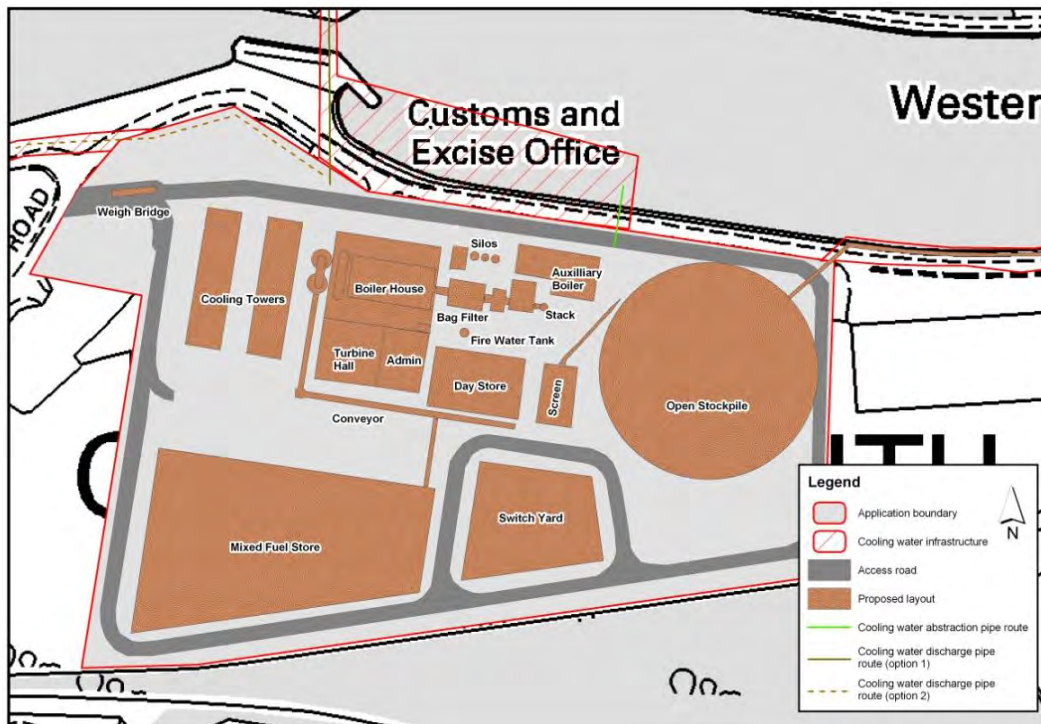 Customs and
Excise Office
Wester
ROAD
Weigh Bridge
Cooling Towers
Silos
Boiler House
Auxilliary
Boiler
Bag Filter
Stack
Fire Water Tank
Turbine
Hall
Admin
Day Store
Screen
Open Stockpile
Conveyor
Mixed Fuel Store
Switch Yard
Legend
Application boundary
Cooling water infrastructure
N
Access road
Proposed layout
Cooling water abstraction pipe route
Cooling water discharge pipe
route (option 1)
Cooling water discharge pipe
route (option 2)